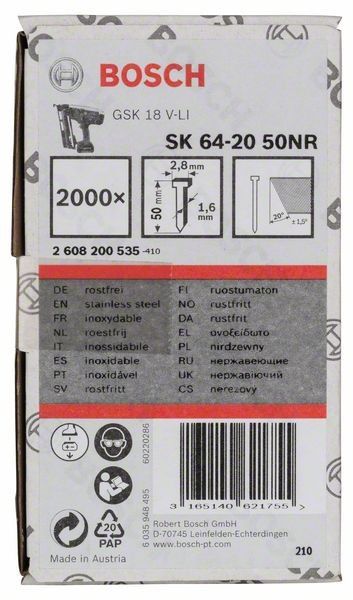 BOSCH
GSK 18 V-LI
SK 64-20 50NR
2000x
2,8mm
50 mm
1,6 mm
20°
±1,5°
2 608 200 535 -410
DE rostfrei
EN stainless steel
FR inoxydable
NL roestfrij
IT inossidabile
ES inoxidable
PT inoxidável
SV rostfritt
FI ruostumaton
NO rustfritt
DA rustfrit
EL ανοξείδωτο
PL nirdzewny
RU нержавеющие
UK нержавіючий
CS nerezový
60220286
6 035 948 495
20
PAP
Made in Austria
3 165140 621755
Robert Bosch GmbH
D-70745 Leinfelden-Echterdingen
www.bosch-pt.com
210